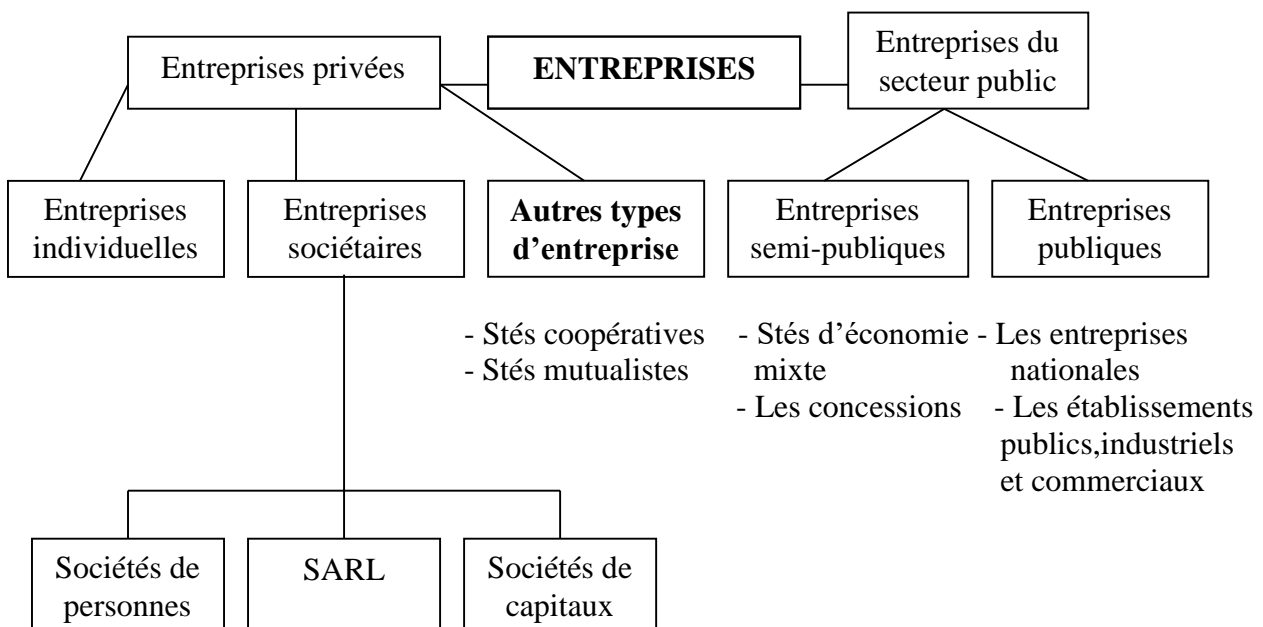 Entreprises privées
ENTREPRISES
Entreprises du
secteur public
Entreprises
individuelles
Entreprises
sociétaires
Autres types
d’entreprise
Entreprises
semi-publiques
Entreprises
publiques
- Stés coopératives
- Stés mutualistes
- Stés d’économie
mixte
- Les concessions
- Les entreprises
nationales
- Les établissements
publics,industriels
et commerciaux
Sociétés de
personnes
SARL
Sociétés de
capitaux